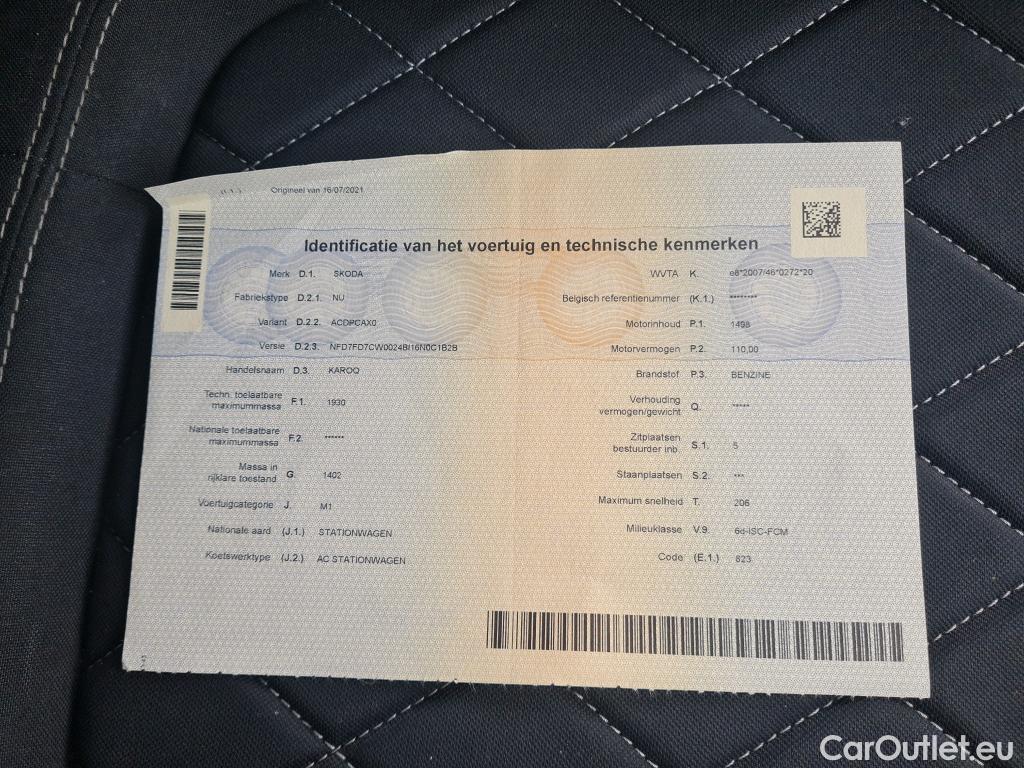 Origineel van 16/07/2021
Identificatie van het voertuig en technische kenmerken
Merk D.1. SKODA
Fabriekstype D.2.1. NU
Variant D.2.2. ACDPCAX0
Versie D.2.3. NFD7FD7CW0024BI16N0C1B2B
Handelsnaam D.3. KAROQ
Techn. toelaatbare
maximummassa F.1. 1930
Nationale toelaatbare
maximummassa F.2. ******
Massa in
rijklare toestand G. 1402
Voertuigcategorie J. M1
Nationale aard (J.1.) STATIONWAGEN
Koetswerktype (J.2.) AC STATIONWAGEN
WVTA K. e8*2007/46*0272*20
Belgisch referentienummer (K.1.) ********
Motorinhoud P.1. 1498
Motorvermogen P.2. 110,00
Brandstof P.3. BENZINE
Verhouding
vermogen/gewicht Q. *****
Zitplaatsen
bestuurder inb. S.1. 5
Staanplaatsen S.2. ***
Maximum snelheid T. 206
Milieuklasse V.9. 6d-ISC-FCM
Code (E.1.) 823
CarOutlet.eu